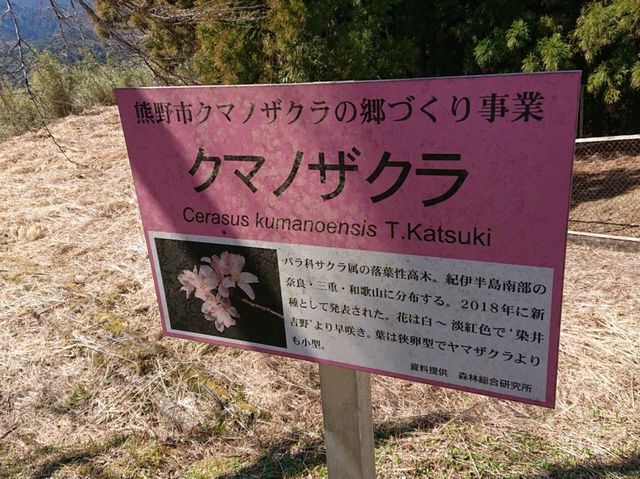 熊野市クマノザクラの郷づくり事業
クマノザクラ
Cerasus kumanoensis T.Katsuki
バラ科サクラ属の落葉性高木。紀伊半島南部の
奈良・三重・和歌山に分布する。2018年に新
種として発表された。花は白～淡紅色で‘染井
吉野’より早咲き。葉は狭卵型でヤマザクラより
も小型。
資料提供 森林総合研究所